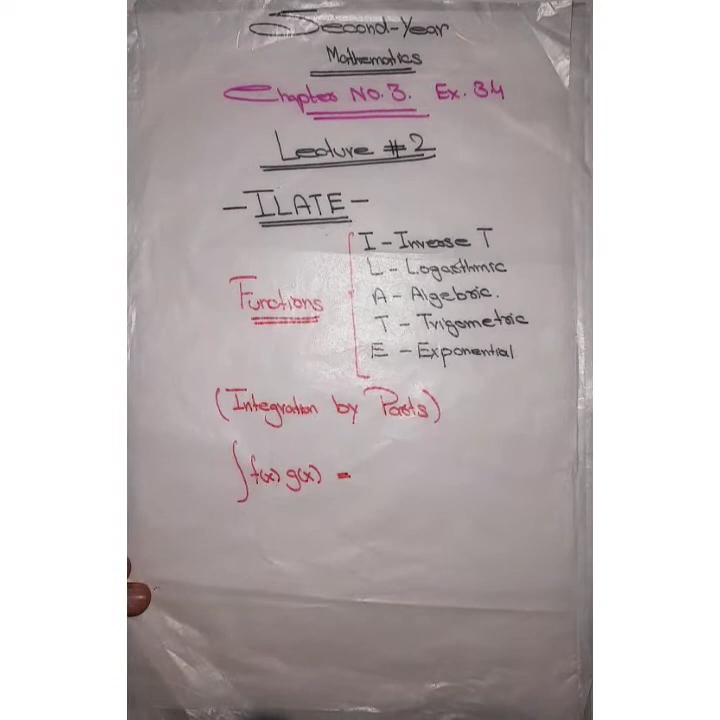 Second-Year
Mathematics
Chapter No.3. Ex. 3.4
Lecture #2
- ILATE -
Functions
I - Inverse T
L - Logarithmic
A - Algebric.
T - Trigometric
E - Exponential
(Integration by Parts)
∫ f(x) g(x) =